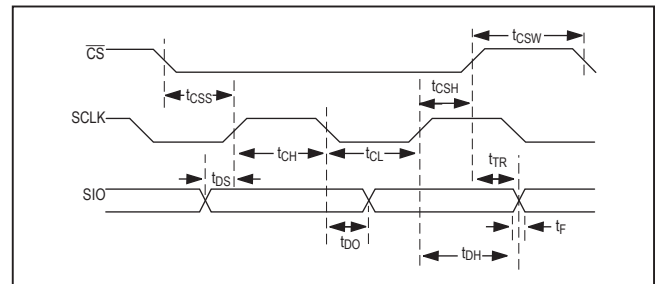 tCSW
CS
tCSH
tCSS
SCLK
tCH
tCL
tTR
tDS
SIO
tF
tDO
tDH